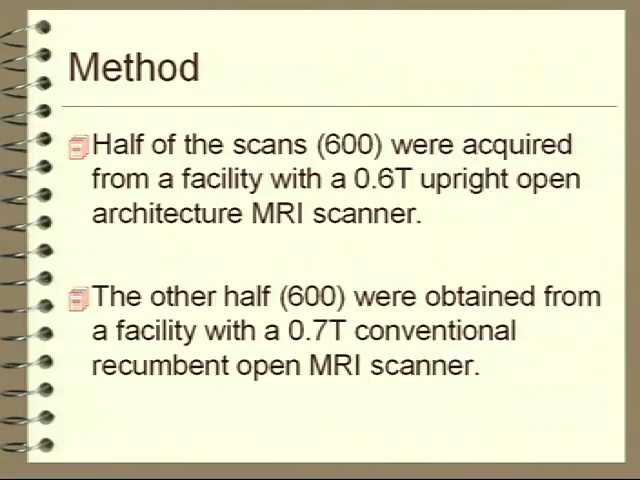 Method
Half of the scans (600) were acquired
from a facility with a 0.6T upright open
architecture MRI scanner.
The other half (600) were obtained from
a facility with a 0.7T conventional
recumbent open MRI scanner.